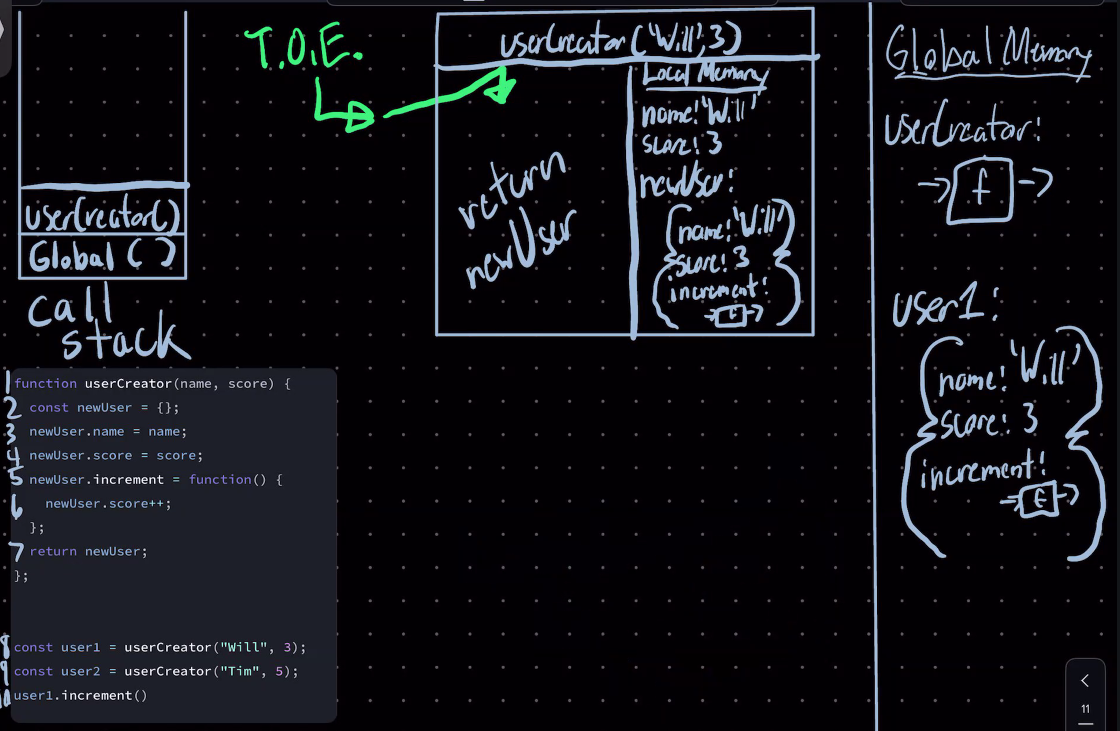 T.O.E.
userCreator('Will', 3)
Local Memory
name: 'Will'
score: 3
newUser:
{ name: 'Will'
score: 3
increment:
→[f]→ }
return
newUser
userCreator()
Global ( )
call
stack
Global Memory
userCreator:
→[f]→
user1:
{ name: 'Will'
score: 3
increment:
→[f]→ }
1 function userCreator(name, score) {
2 const newUser = {};
3 newUser.name = name;
4 newUser.score = score;
5 newUser.increment = function() {
6 newUser.score++;
};
7 return newUser;
};
8 const user1 = userCreator("Will", 3);
9 const user2 = userCreator("Tim", 5);
10 user1.increment()
<
11